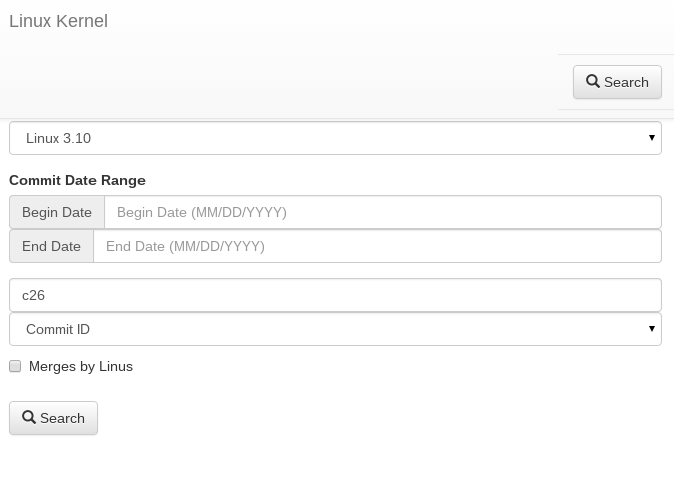 Linux Kernel
Search
Linux 3.10
Commit Date Range
Begin Date Begin Date (MM/DD/YYYY)
End Date End Date (MM/DD/YYYY)
c26
Commit ID
Merges by Linus
Search